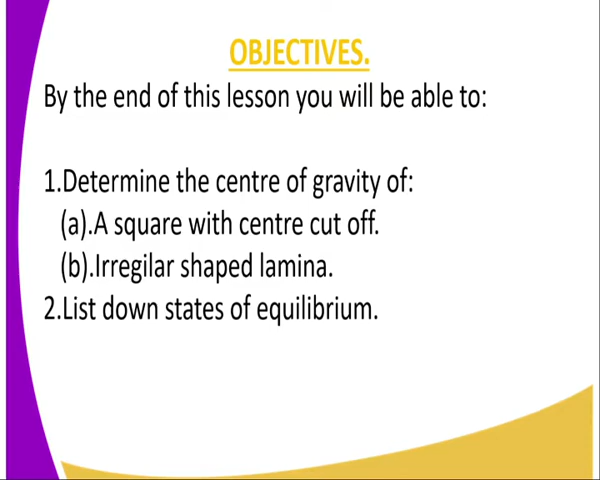 OBJECTIVES.
By the end of this lesson you will be able to:
1.Determine the centre of gravity of:
(a).A square with centre cut off.
(b).Irregilar shaped lamina.
2.List down states of equilibrium.